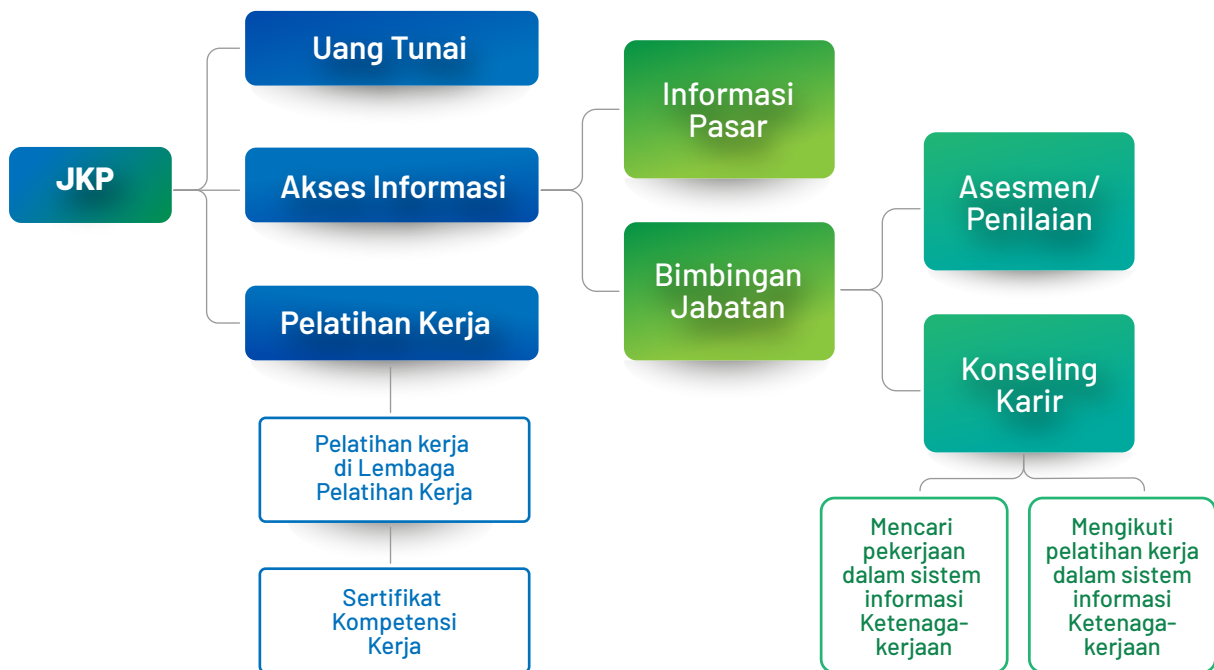 JKP
Uang Tunai
Akses Informasi
Pelatihan Kerja
Pelatihan kerja
di Lembaga
Pelatihan Kerja
Sertifikat
Kompetensi
Kerja
Informasi
Pasar
Bimbingan
Jabatan
Asesmen/
Penilaian
Konseling
Karir
Mencari
pekerjaan
dalam sistem
informasi
Ketenaga-
kerjaan
Mengikuti
pelatihan kerja
dalam sistem
informasi
Ketenaga-
kerjaan